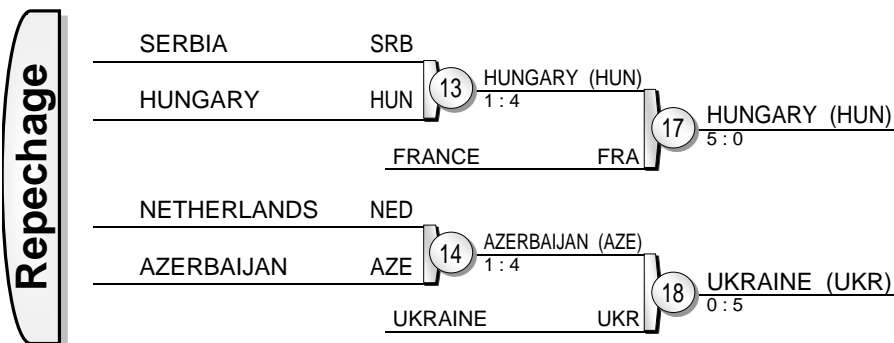 Repechage
SERBIA SRB
HUNGARY HUN
13
HUNGARY (HUN)
1 : 4
FRANCE FRA
17
HUNGARY (HUN)
5 : 0
NETHERLANDS NED
AZERBAIJAN AZE
14
AZERBAIJAN (AZE)
1 : 4
UKRAINE UKR
18
UKRAINE (UKR)
0 : 5